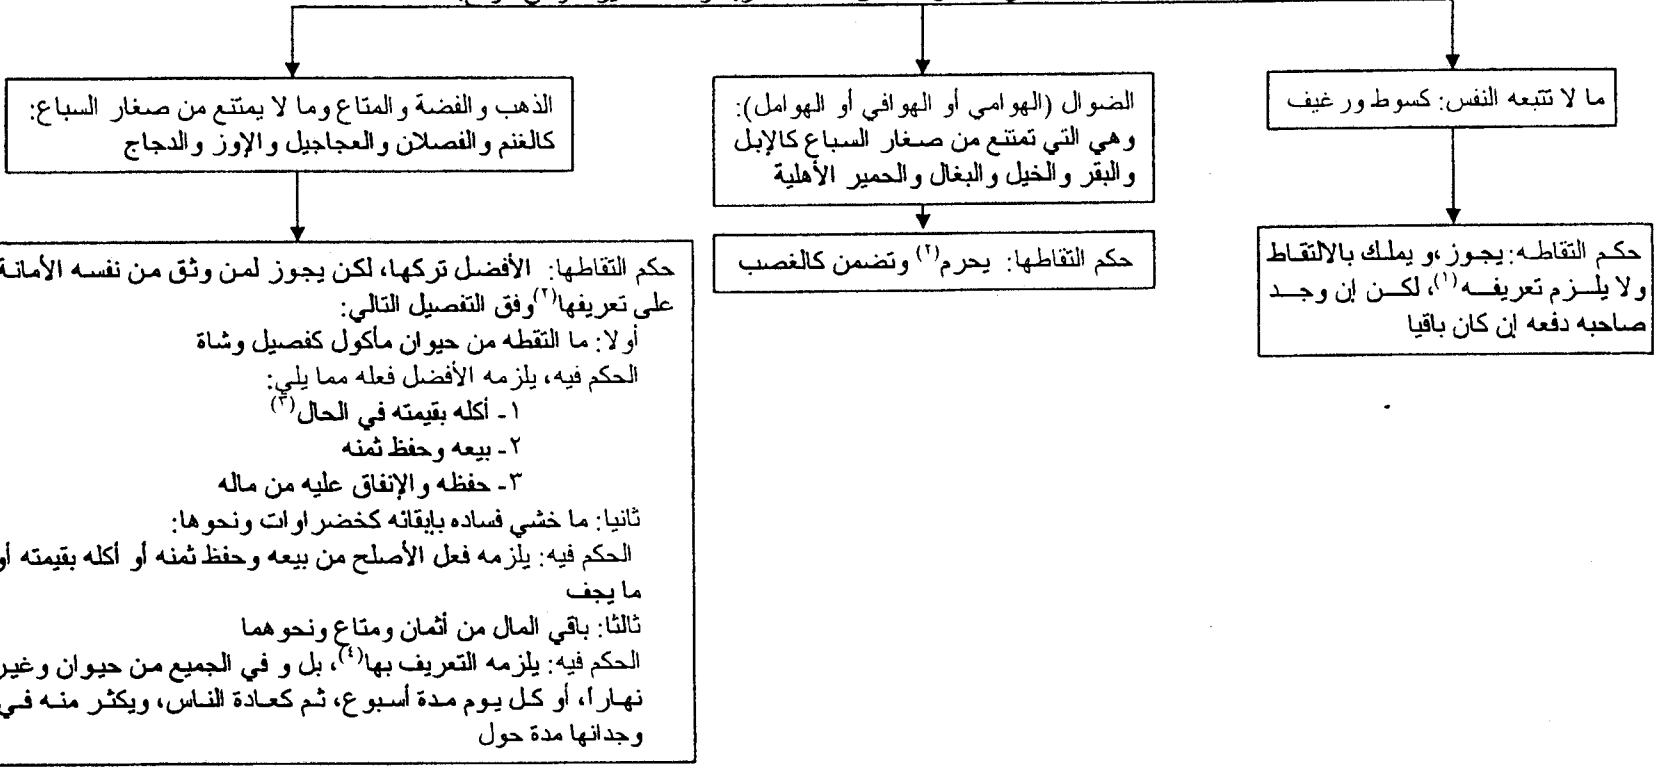 ما لا تتبعه النفس: كسوط ورغيف
حكم التقاطه: يجوز، ويملك بالالتقاط
ولا يلزم تعريفه(١)، لكن إن وجد
صاحبه دفعه إن كان باقيا
الضوال (الهوامي أو الهوافي أو الهوامل):
وهي التي تمتنع من صغار السباع كالإبل
والبقر والخيل والبغال والحمير الأهلية
حكم التقاطها: يحرم(٢) وتضمن كالغصب
الذهب والفضة والمتاع وما لا يمتنع من صغار السباع:
كالغنم والفصلان والعجاجيل والإوز والدجاج
حكم التقاطها: الأفضل تركها، لكن يجوز لمن وثق من نفسه الأمانة
على تعريفها(٢) وفق التفصيل التالي:
أولا: ما التقطه من حيوان مأكول كفصيل وشاة
الحكم فيه، يلزمه الأفضل فعله مما يلي:
١- أكله بقيمته في الحال(٣)
٢- بيعه وحفظ ثمنه
٣- حفظه والإنفاق عليه من ماله
ثانيا: ما خشي فساده بإبقائه كخضراوات ونحوها:
الحكم فيه: يلزمه فعل الأصلح من بيعه وحفظ ثمنه أو أكله بقيمته أو
ما يجف
ثالثا: باقي المال من أثمان ومتاع ونحوهما
الحكم فيه: يلزمه التعريف بها(٤)، بل و في الجميع من حيوان وغير
نهارا، أو كل يوم مدة أسبوع، ثم كعادة الناس، ويكثر منه في
وجدانها مدة حول